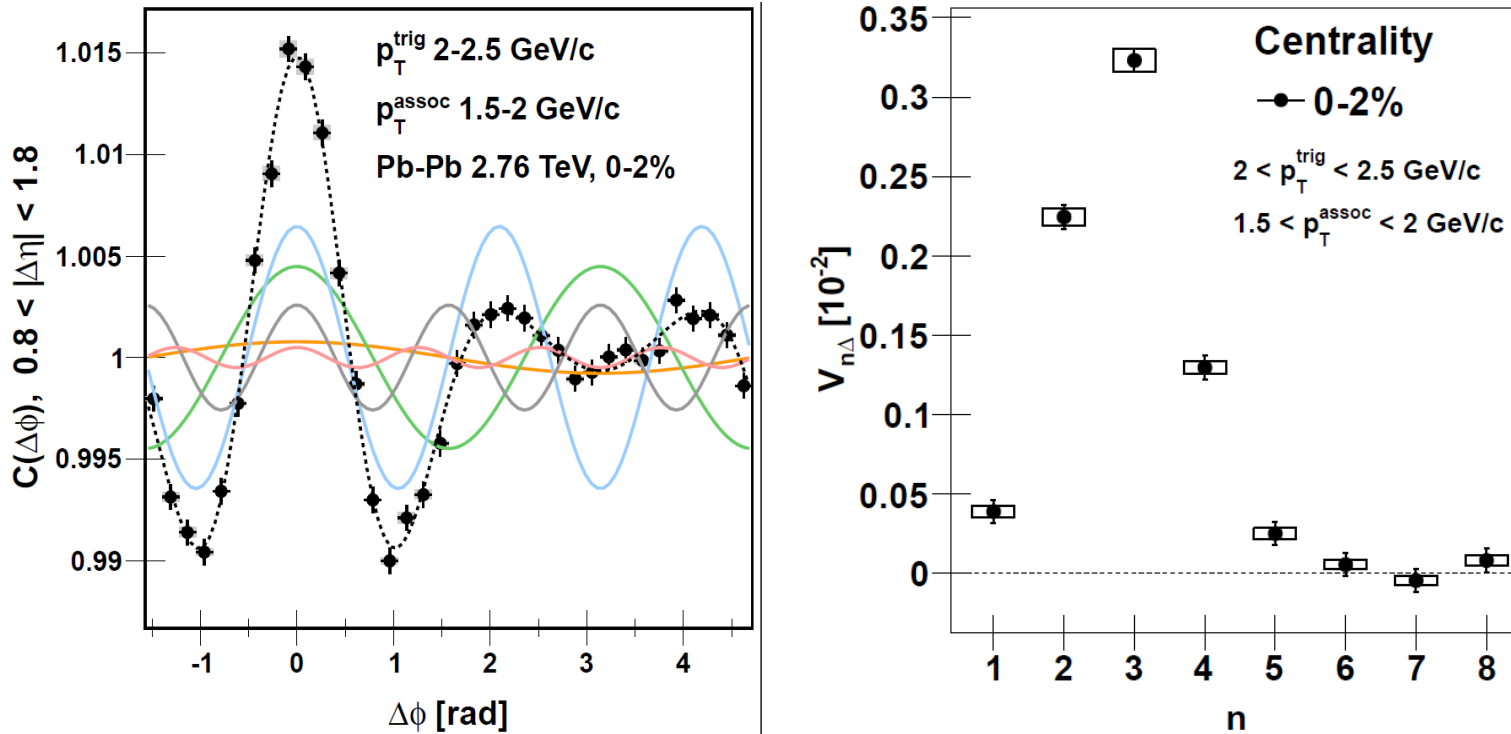 1.015
1.01
1.005
1
0.995
0.99
C(Δϕ), 0.8 < |Δη| < 1.8
p_T^trig 2-2.5 GeV/c
p_T^assoc 1.5-2 GeV/c
Pb-Pb 2.76 TeV, 0-2%
-1 0 1 2 3 4
Δϕ [rad]
0.35
0.3
0.25
0.2
0.15
0.1
0.05
0
V_nΔ [10^-2]
Centrality
0-2%
2 < p_T^trig < 2.5 GeV/c
1.5 < p_T^assoc < 2 GeV/c
1 2 3 4 5 6 7 8
n